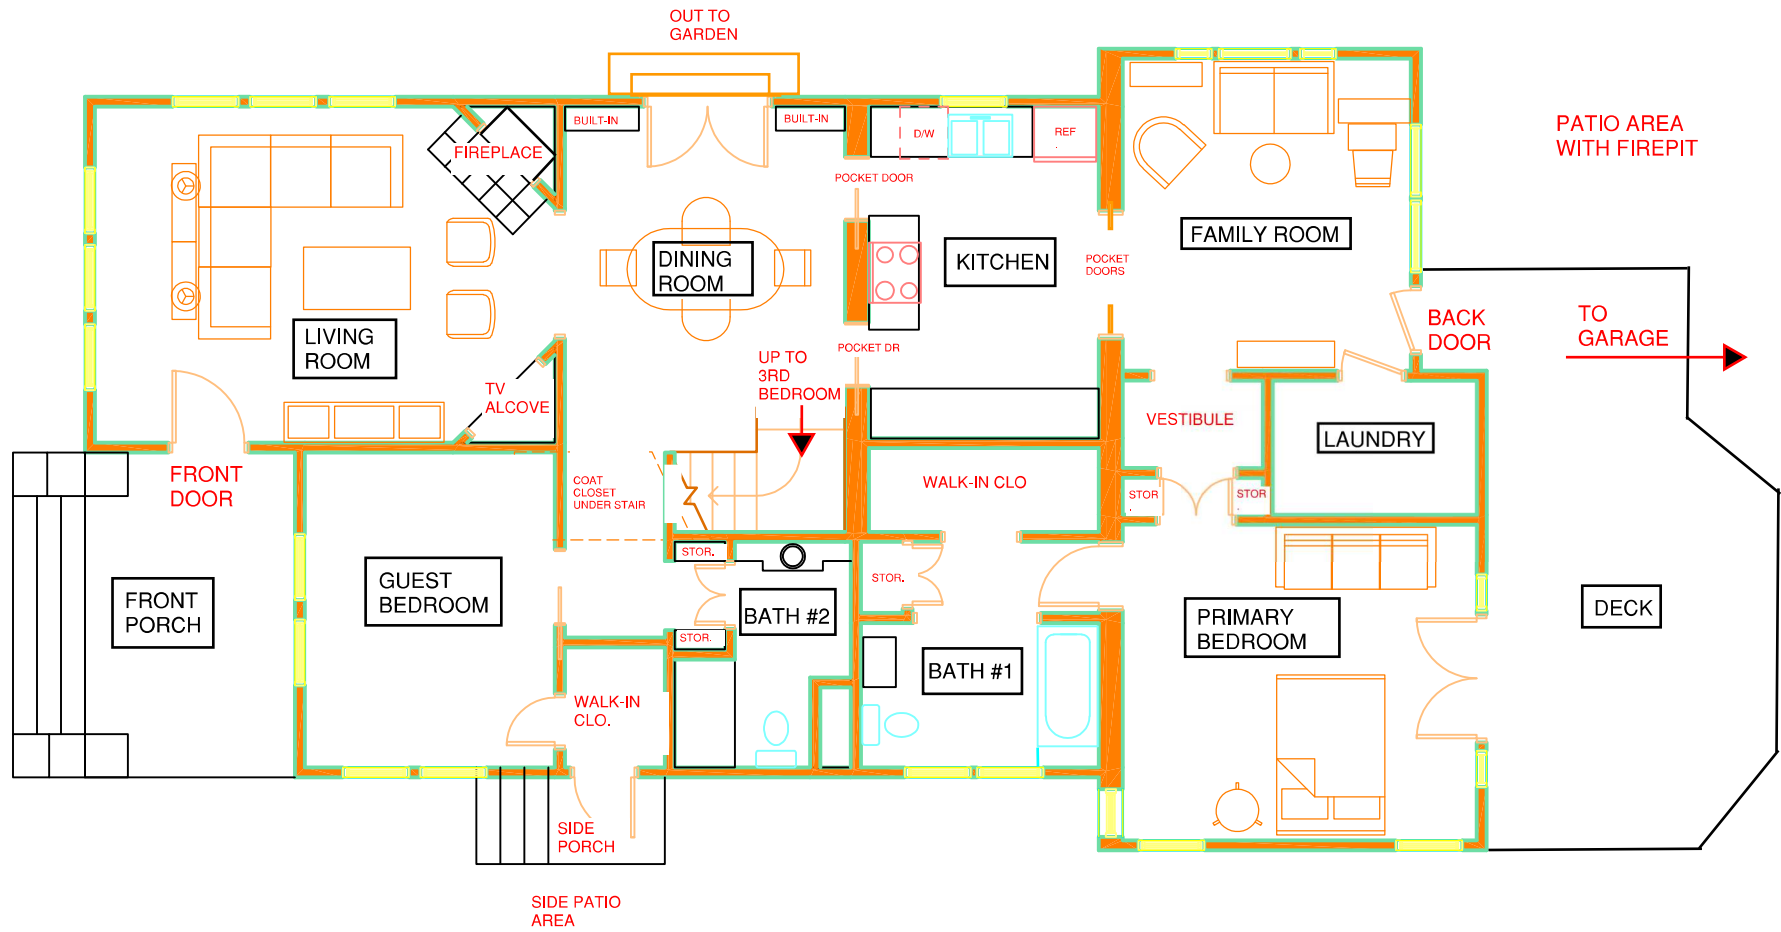 OUT TO
GARDEN
BUILT-IN
BUILT-IN
D/W
REF
FIREPLACE
PATIO AREA
WITH FIREPIT
POCKET DOOR
FAMILY ROOM
DINING
ROOM
KITCHEN
POCKET
DOORS
LIVING
ROOM
BACK
DOOR
TO
GARAGE
POCKET DR
UP TO
3RD
BEDROOM
TV
ALCOVE
VESTIBULE
LAUNDRY
FRONT
DOOR
COAT
CLOSET
UNDER STAIR
WALK-IN CLO
STOR
STOR
STOR.
STOR.
GUEST
BEDROOM
FRONT
PORCH
BATH #2
PRIMARY
BEDROOM
DECK
STOR.
BATH #1
WALK-IN
CLO.
SIDE
PORCH
SIDE PATIO
AREA